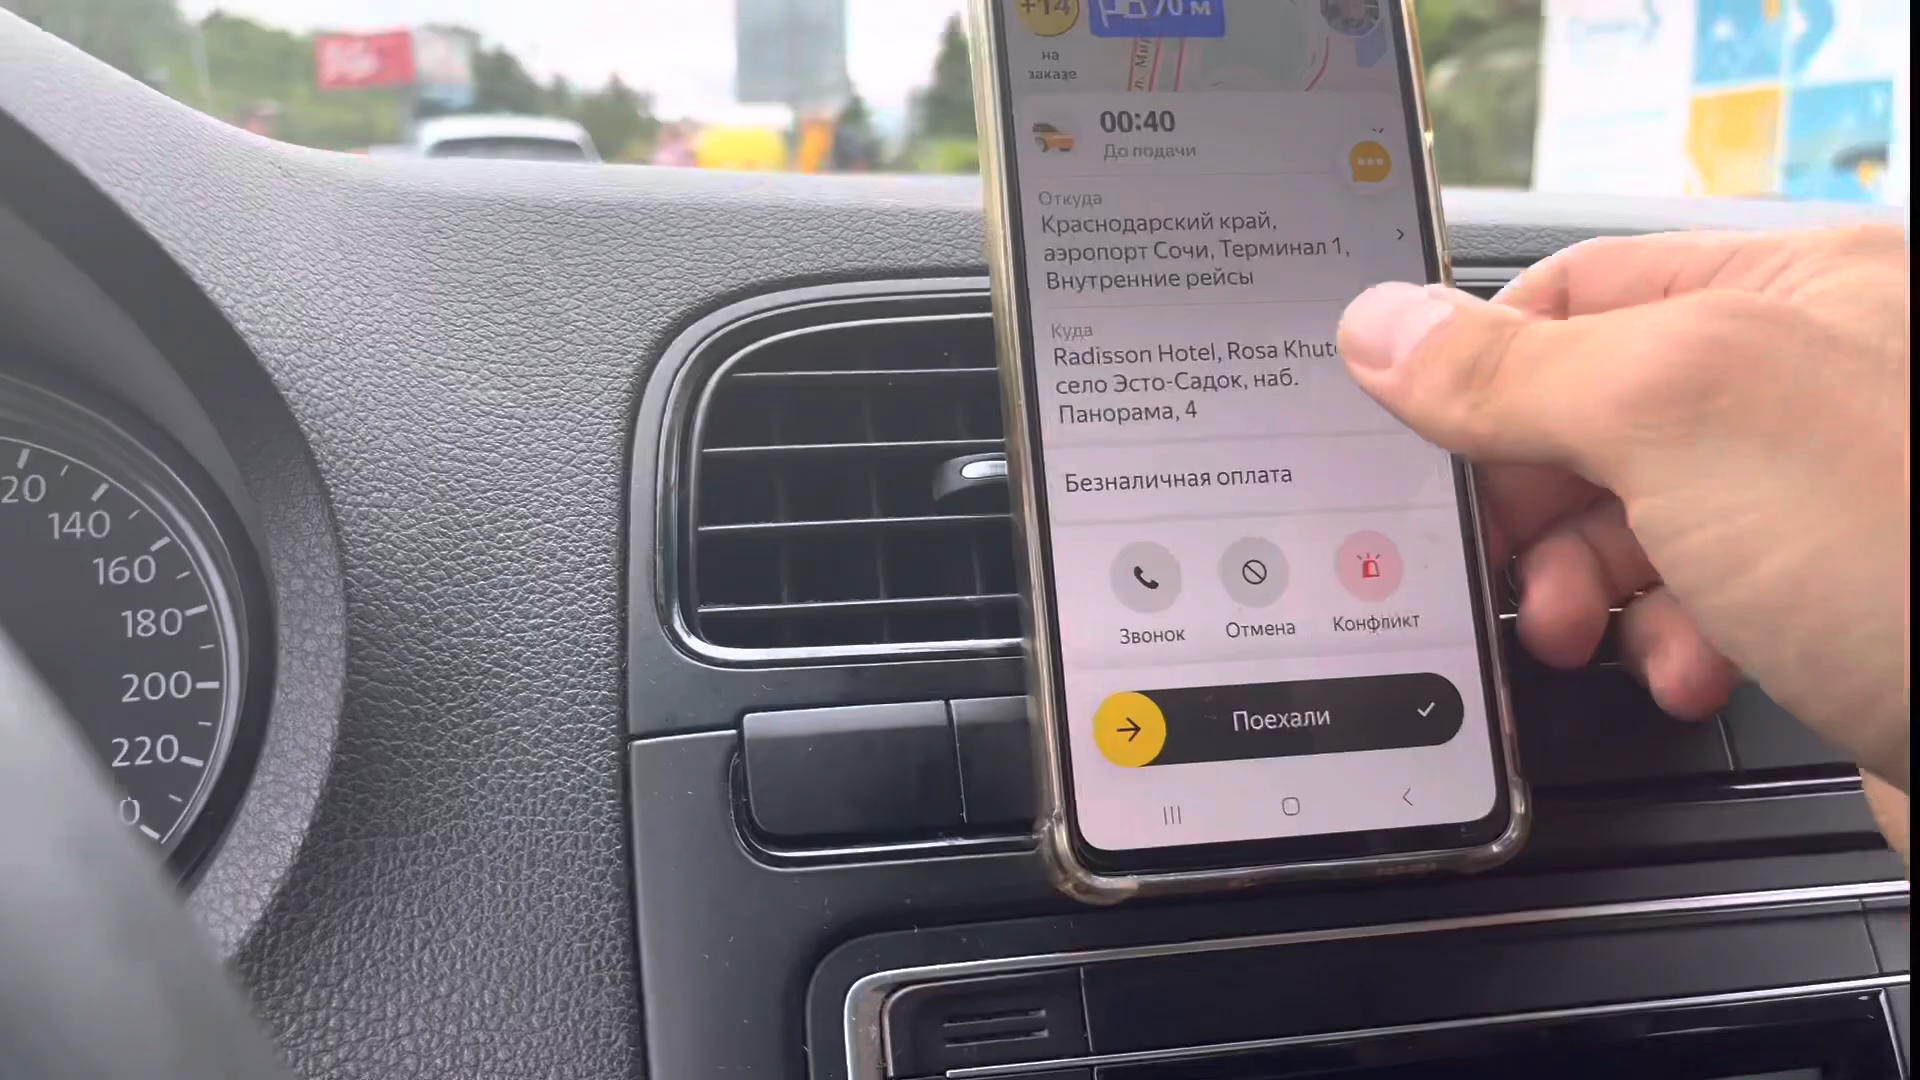 +14
70 м
на
заказе
00:40
До подачи
Откуда
Краснодарский край,
аэропорт Сочи, Терминал 1,
Внутренние рейсы
Куда
Radisson Hotel, Rosa
село Эсто-Садок, наб.
Панорама, 4
Безналичная оплата
Звонок
Отмена
Конфликт
Поехали
140
160
180
200
220